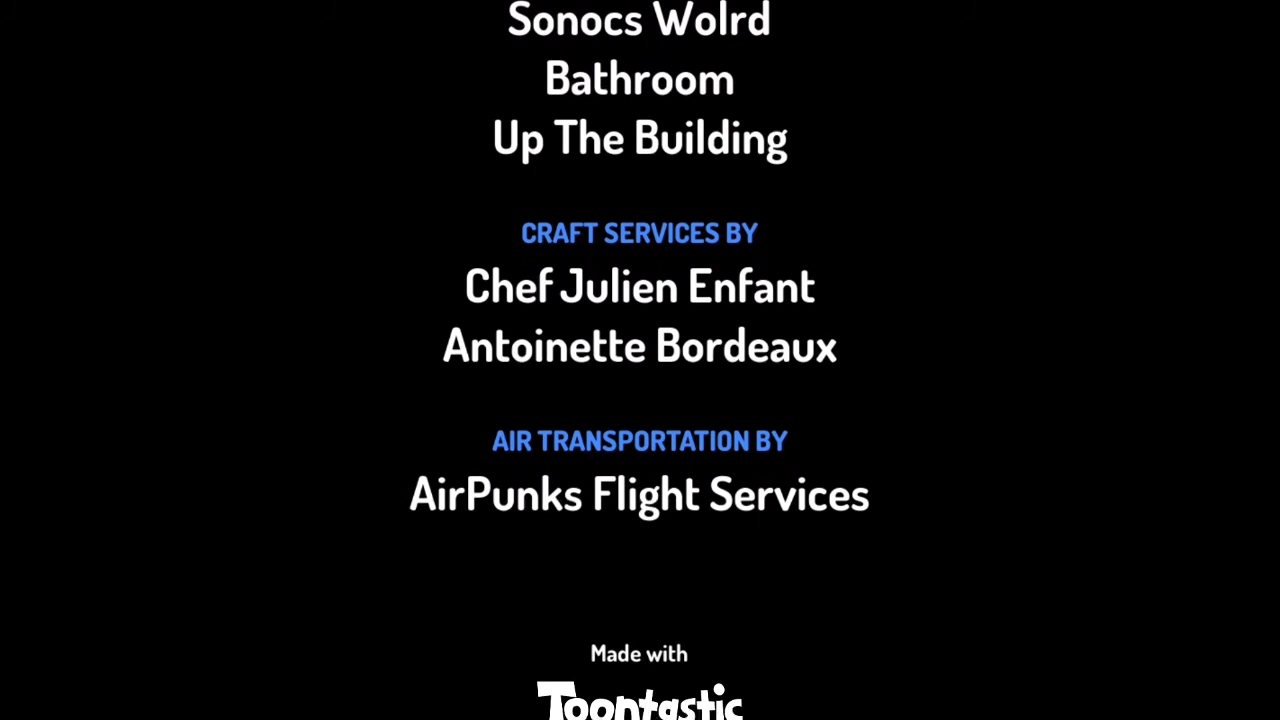 Sonocs Wolrd
Bathroom
Up The Building
CRAFT SERVICES BY
Chef Julien Enfant
Antoinette Bordeaux
AIR TRANSPORTATION BY
AirPunks Flight Services
Made with
Toontastic